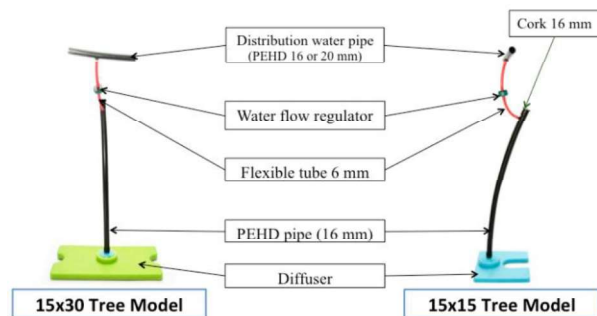 Cork 16 mm
Distribution water pipe
(PEHD 16 or 20 mm)
Water flow regulator
Flexible tube 6 mm
PEHD pipe (16 mm)
Diffuser
15x30 Tree Model
15x15 Tree Model